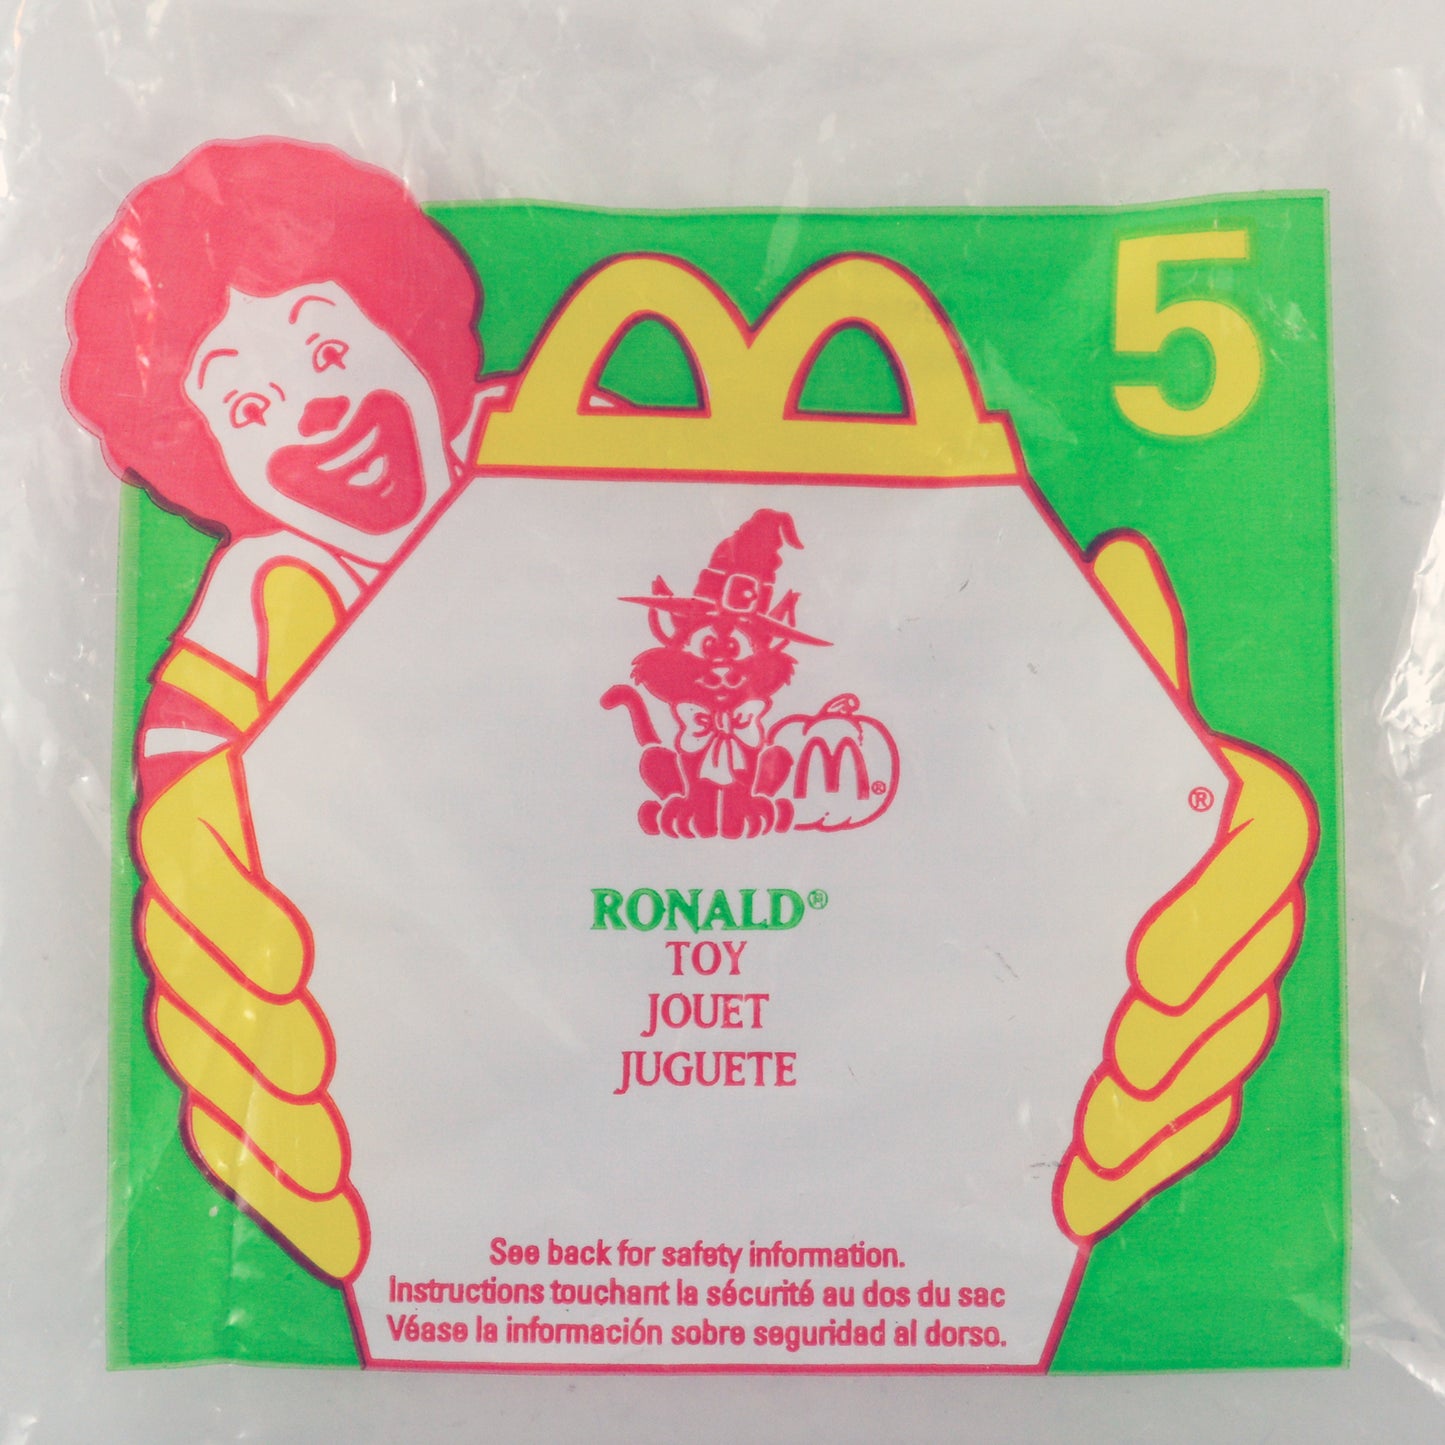 5
M®
RONALD®
TOY
JOUET
JUGUETE
®
See back for safety information.
Instructions touchant la sécurité au dos du sac
Véase la información sobre seguridad al dorso.